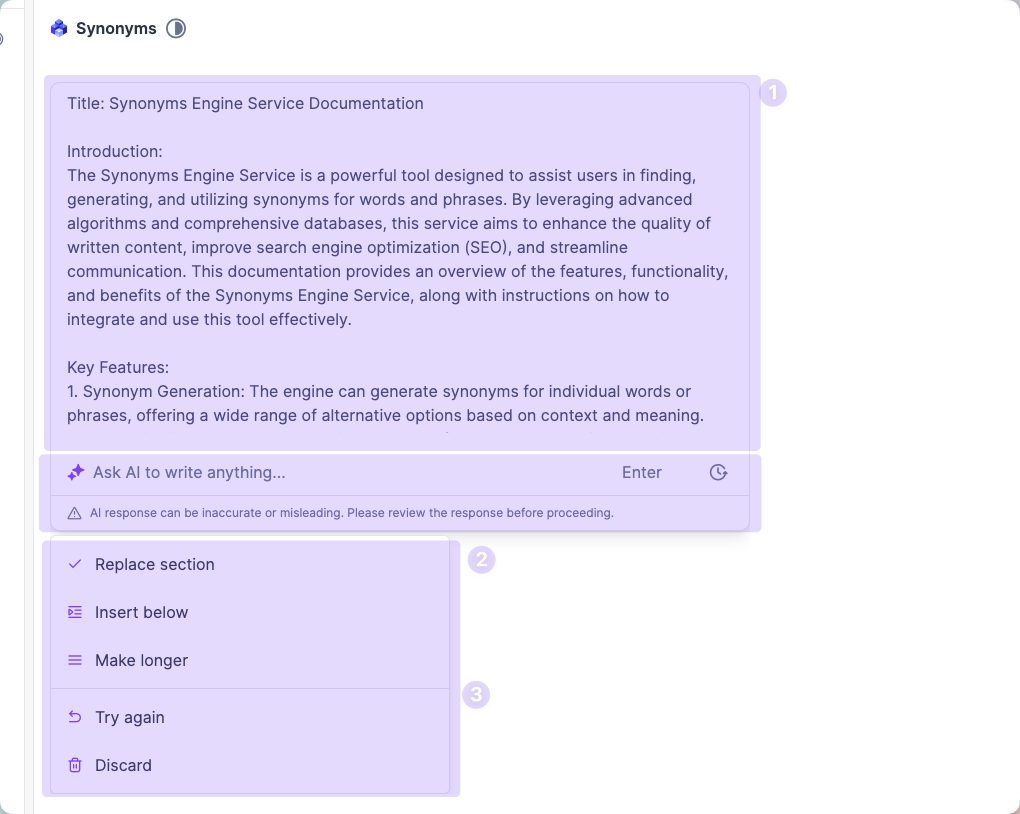 Synonyms
1
Title: Synonyms Engine Service Documentation
Introduction:
The Synonyms Engine Service is a powerful tool designed to assist users in finding,
generating, and utilizing synonyms for words and phrases. By leveraging advanced
algorithms and comprehensive databases, this service aims to enhance the quality of
written content, improve search engine optimization (SEO), and streamline
communication. This documentation provides an overview of the features, functionality,
and benefits of the Synonyms Engine Service, along with instructions on how to
integrate and use this tool effectively.
Key Features:
1. Synonym Generation: The engine can generate synonyms for individual words or
phrases, offering a wide range of alternative options based on context and meaning.
Ask AI to write anything... Enter
AI response can be inaccurate or misleading. Please review the response before proceeding.
2
Replace section
Insert below
Make longer
3
Try again
Discard